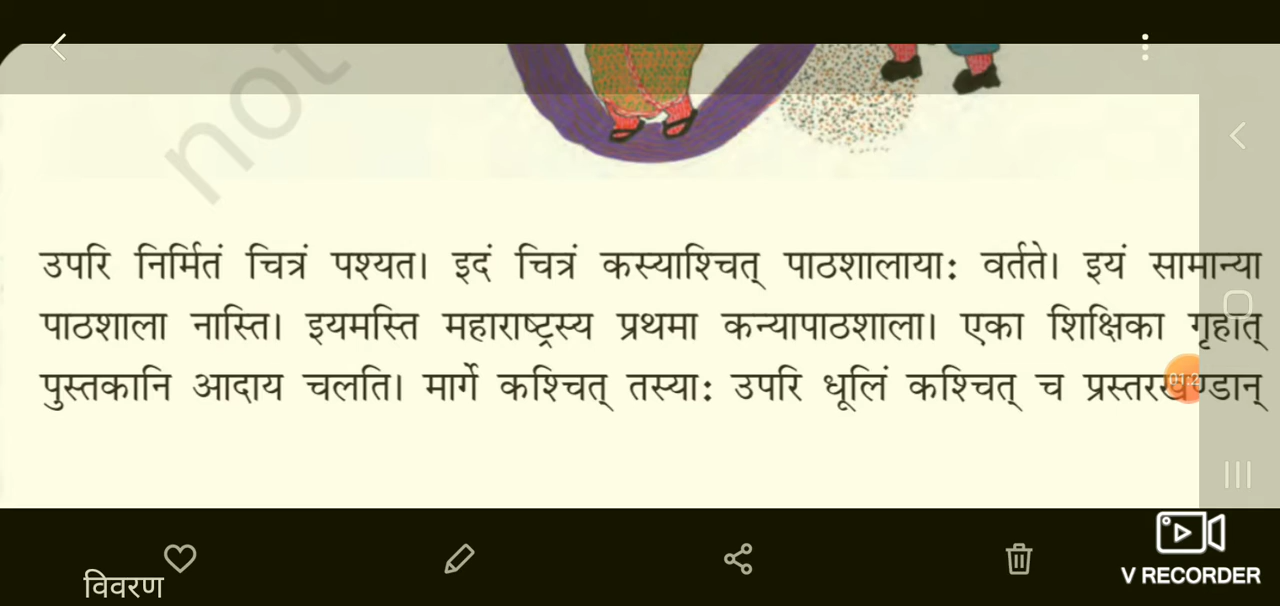 not
उपरि निर्मितं चित्रं पश्यत। इदं चित्रं कस्याश्चित् पाठशालायाः वर्तते। इयं सामान्या
पाठशाला नास्ति। इयमस्ति महाराष्ट्रस्य प्रथमा कन्यापाठशाला। एका शिक्षिका गृहात्
पुस्तकानि आदाय चलति। मार्गे कश्चित् तस्याः उपरि धूलिं कश्चित् च प्रस्तरखण्डान्
V RECORDER
विवरण